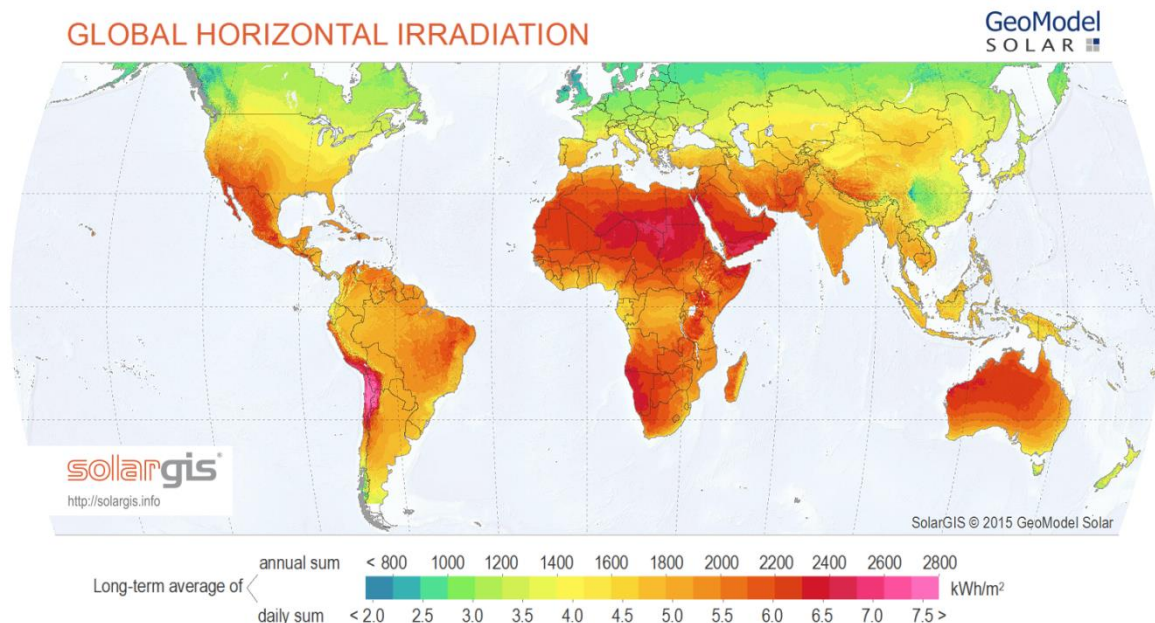 GLOBAL HORIZONTAL IRRADIATION
GeoModel
SOLAR
solargis®
http://solargis.info
SolarGIS © 2015 GeoModel Solar
Long-term average of
annual sum < 800 1000 1200 1400 1600 1800 2000 2200 2400 2600 2800 kWh/m²
daily sum < 2.0 2.5 3.0 3.5 4.0 4.5 5.0 5.5 6.0 6.5 7.0 7.5 >